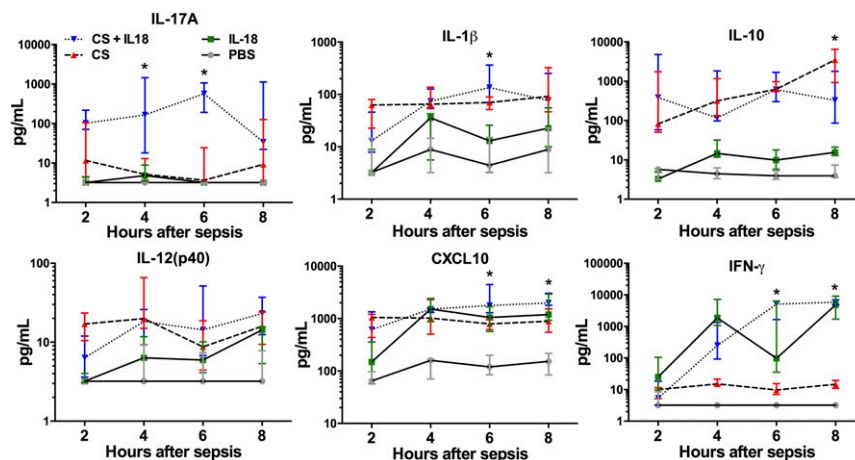 IL-17A
CS + IL18
IL-18
CS
PBS
10000
1000
100
10
1
pg/mL
* *
2 4 6 8
Hours after sepsis
IL-1β
1000
100
10
1
pg/mL
*
2 4 6 8
Hours after sepsis
IL-10
10000
1000
100
10
1
pg/mL
*
2 4 6 8
Hours after sepsis
IL-12(p40)
100
10
1
pg/mL
2 4 6 8
Hours after sepsis
CXCL10
10000
1000
100
10
pg/mL
* *
2 4 6 8
Hours after sepsis
IFN-γ
100000
10000
1000
100
10
1
pg/mL
* *
2 4 6 8
Hours after sepsis